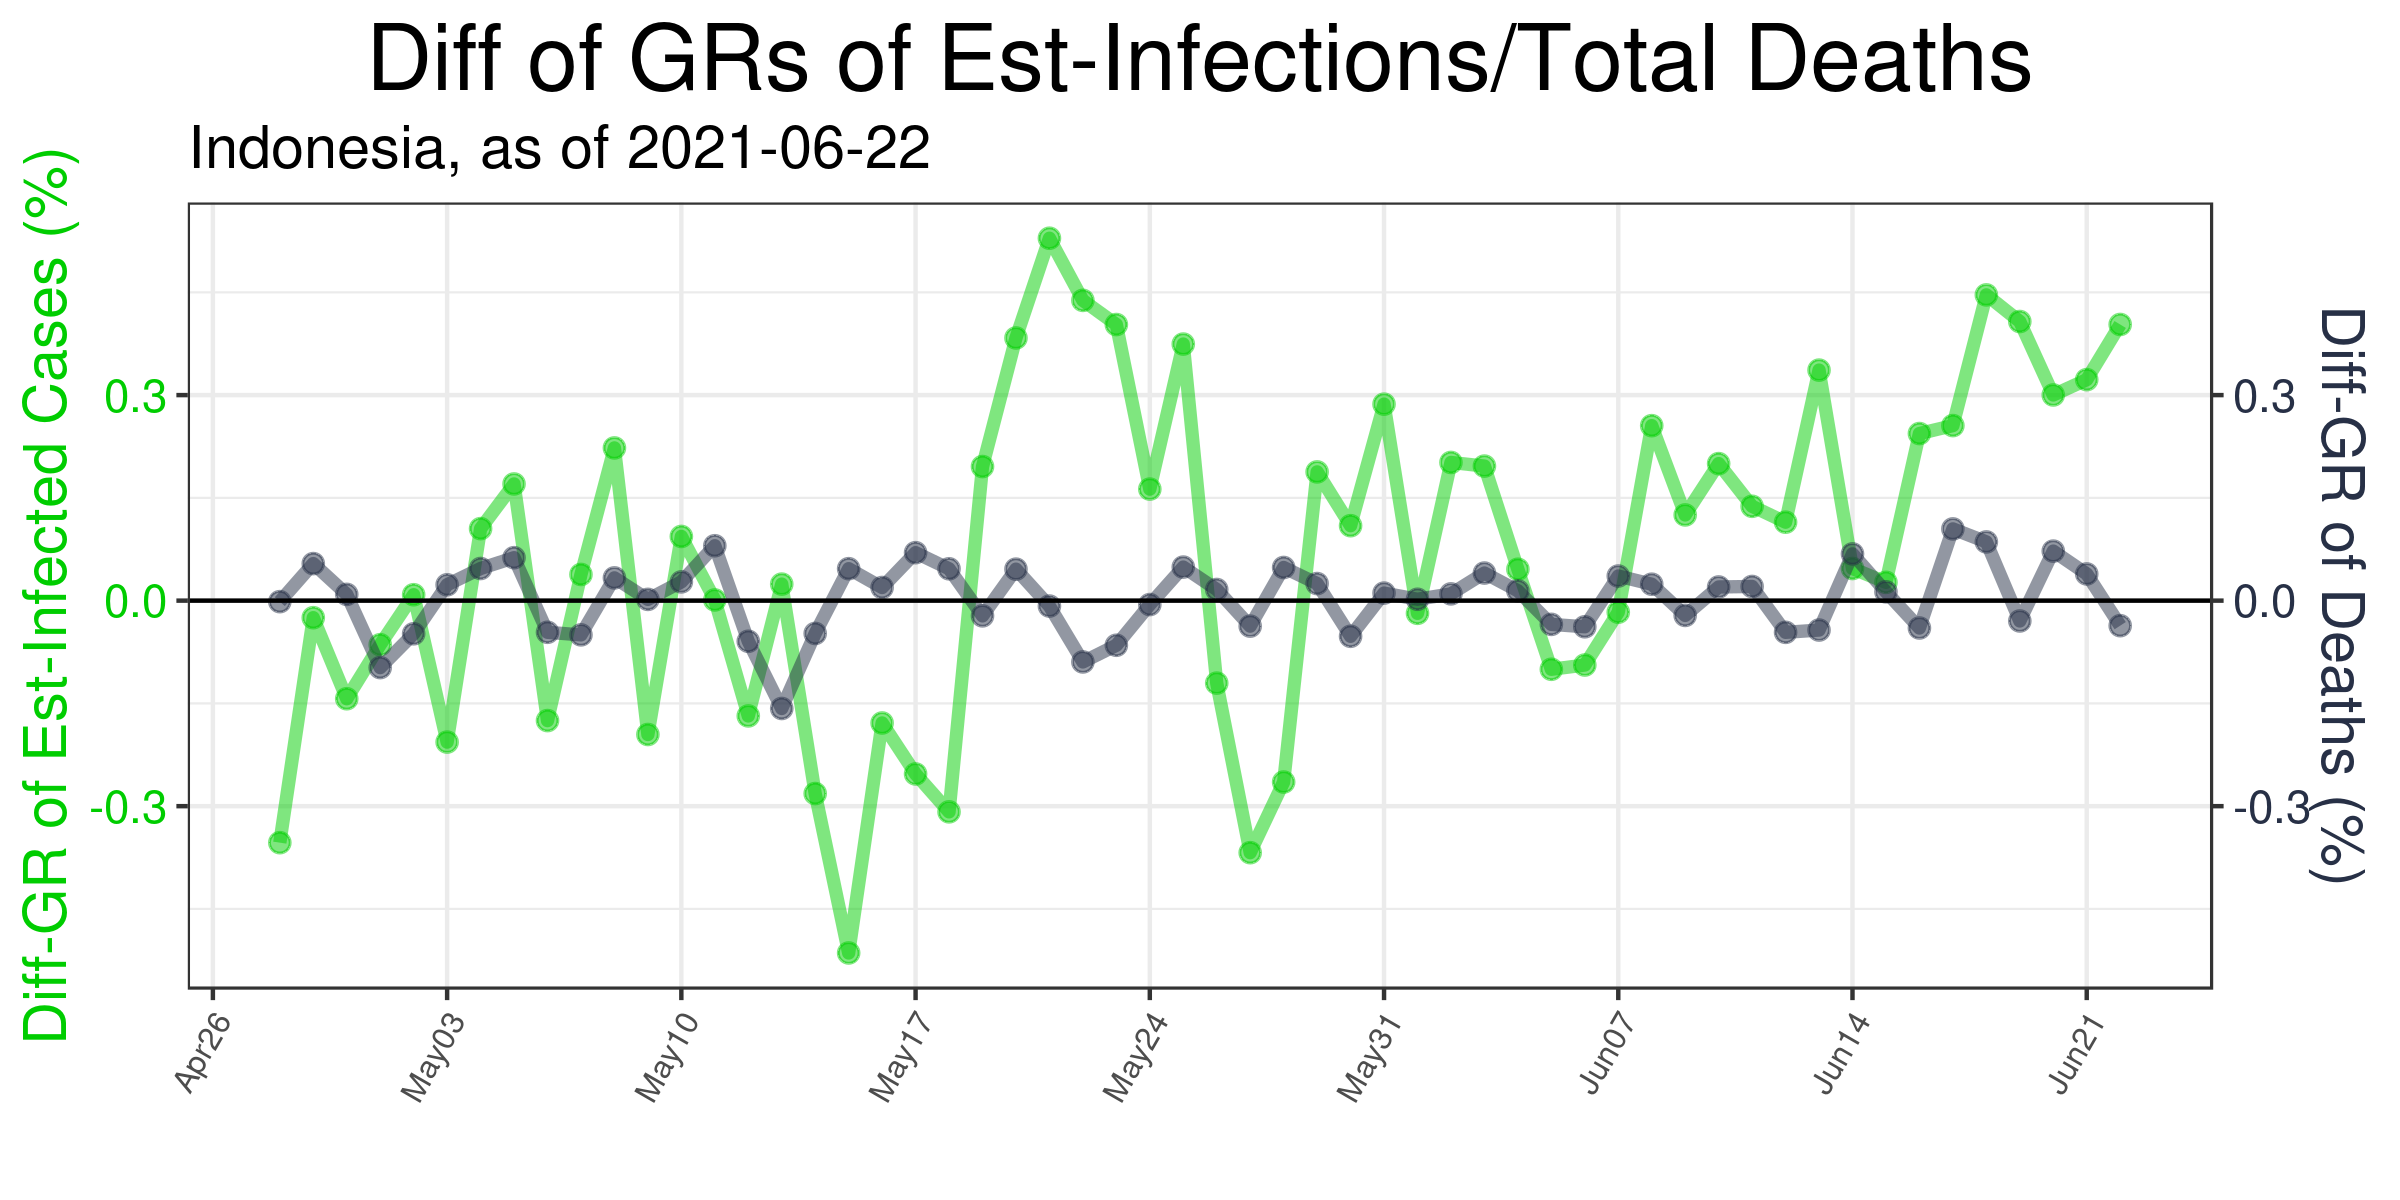 Diff of GRs of Est-Infections/Total Deaths
Indonesia, as of 2021-06-22
Diff-GR of Est-Infected Cases (%)
0.3
0.0
-0.3
0.3
0.0
-0.3
Diff-GR of Deaths (%)
Apr26
May03
May10
May17
May24
May31
Jun07
Jun14
Jun21